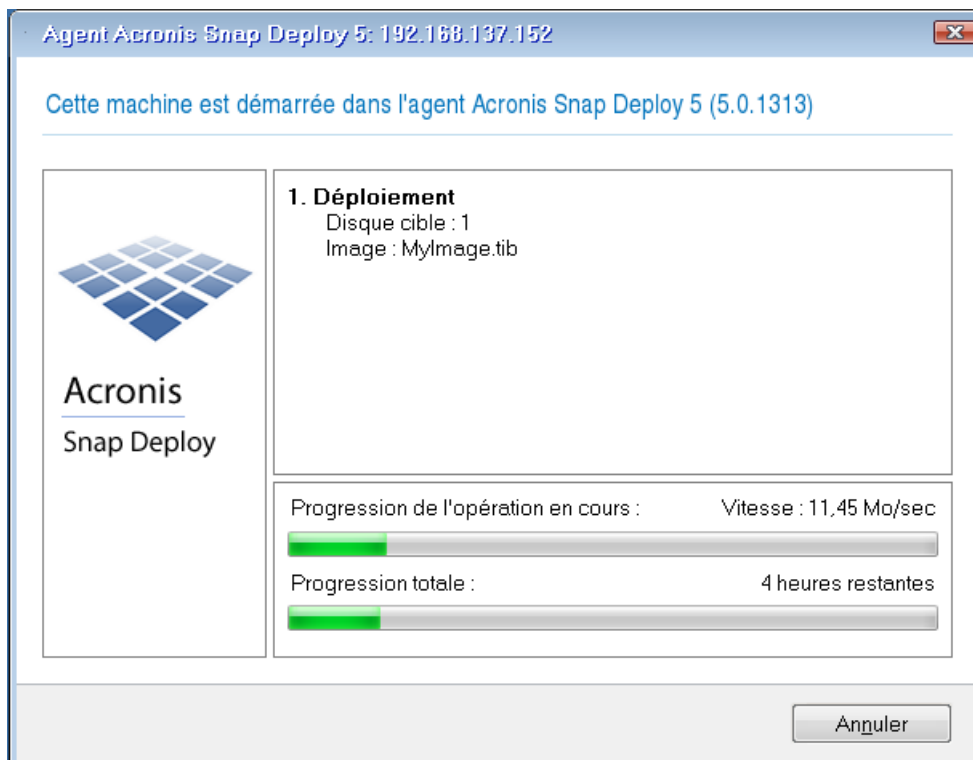 Agent Acronis Snap Deploy 5: 192.168.137.152
Cette machine est démarrée dans l'agent Acronis Snap Deploy 5 (5.0.1313)
Acronis
Snap Deploy
1. Déploiement
Disque cible : 1
Image : MyImage.tib
Progression de l'opération en cours : Vitesse : 11,45 Mo/sec
Progression totale : 4 heures restantes
Annuler